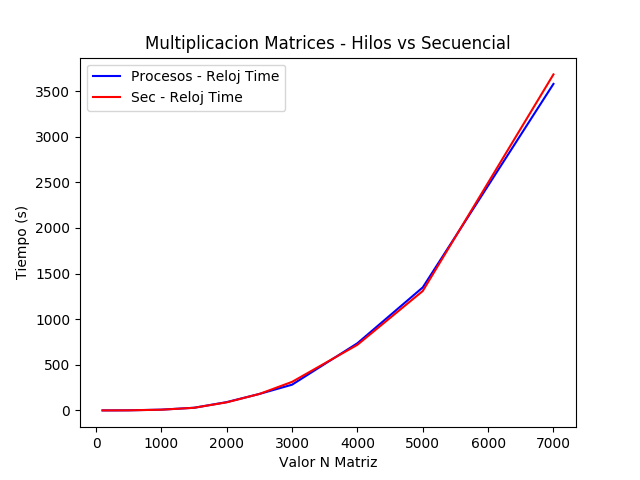 Multiplicacion Matrices - Hilos vs Secuencial
Procesos - Reloj Time
Sec - Reloj Time
Tiempo (s)
3500
3000
2500
2000
1500
1000
500
0
0 1000 2000 3000 4000 5000 6000 7000
Valor N Matriz